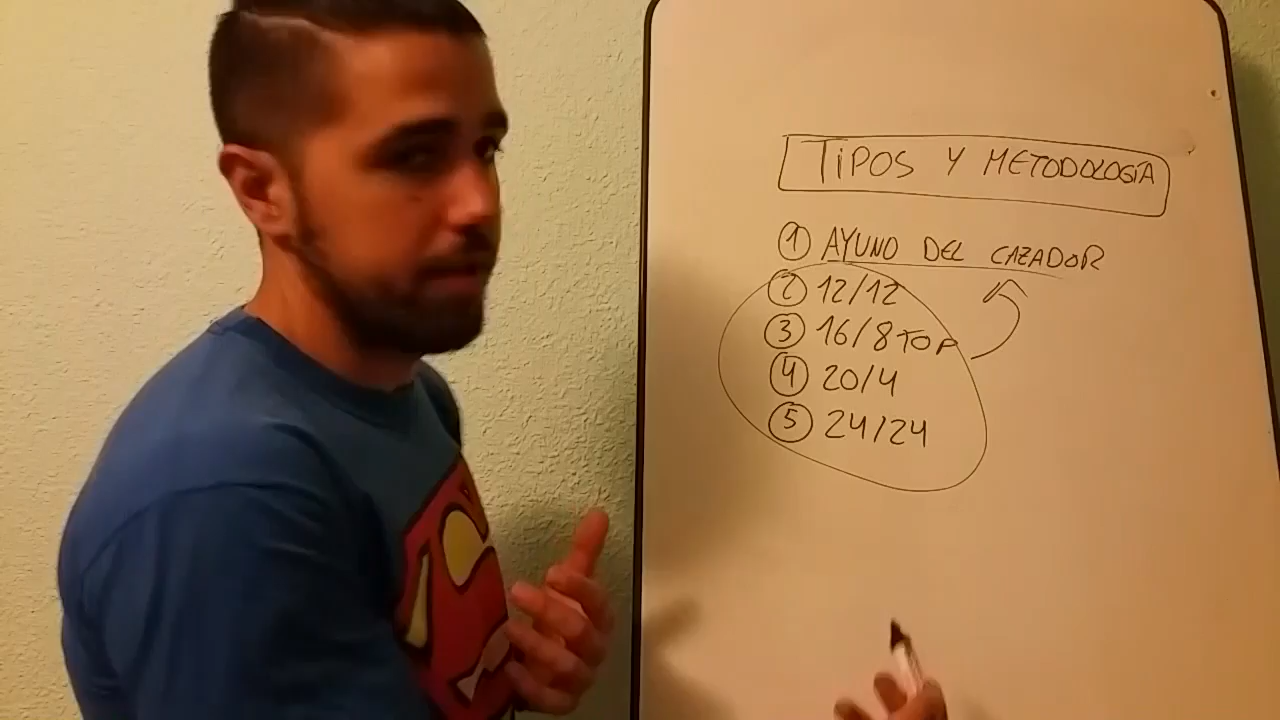 TiPOS Y METODOLOGÍA
1 AYUNO DEL CAZADOR
2 12/12
3 16/8 TOP
4 20/4
5 24/24